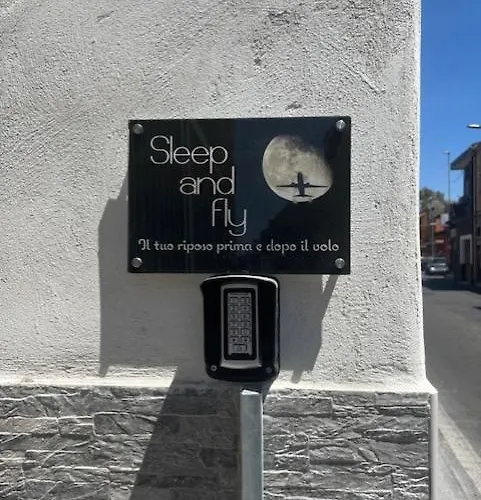 Sleep
and
fly
Il tuo riposo prima e dopo il volo